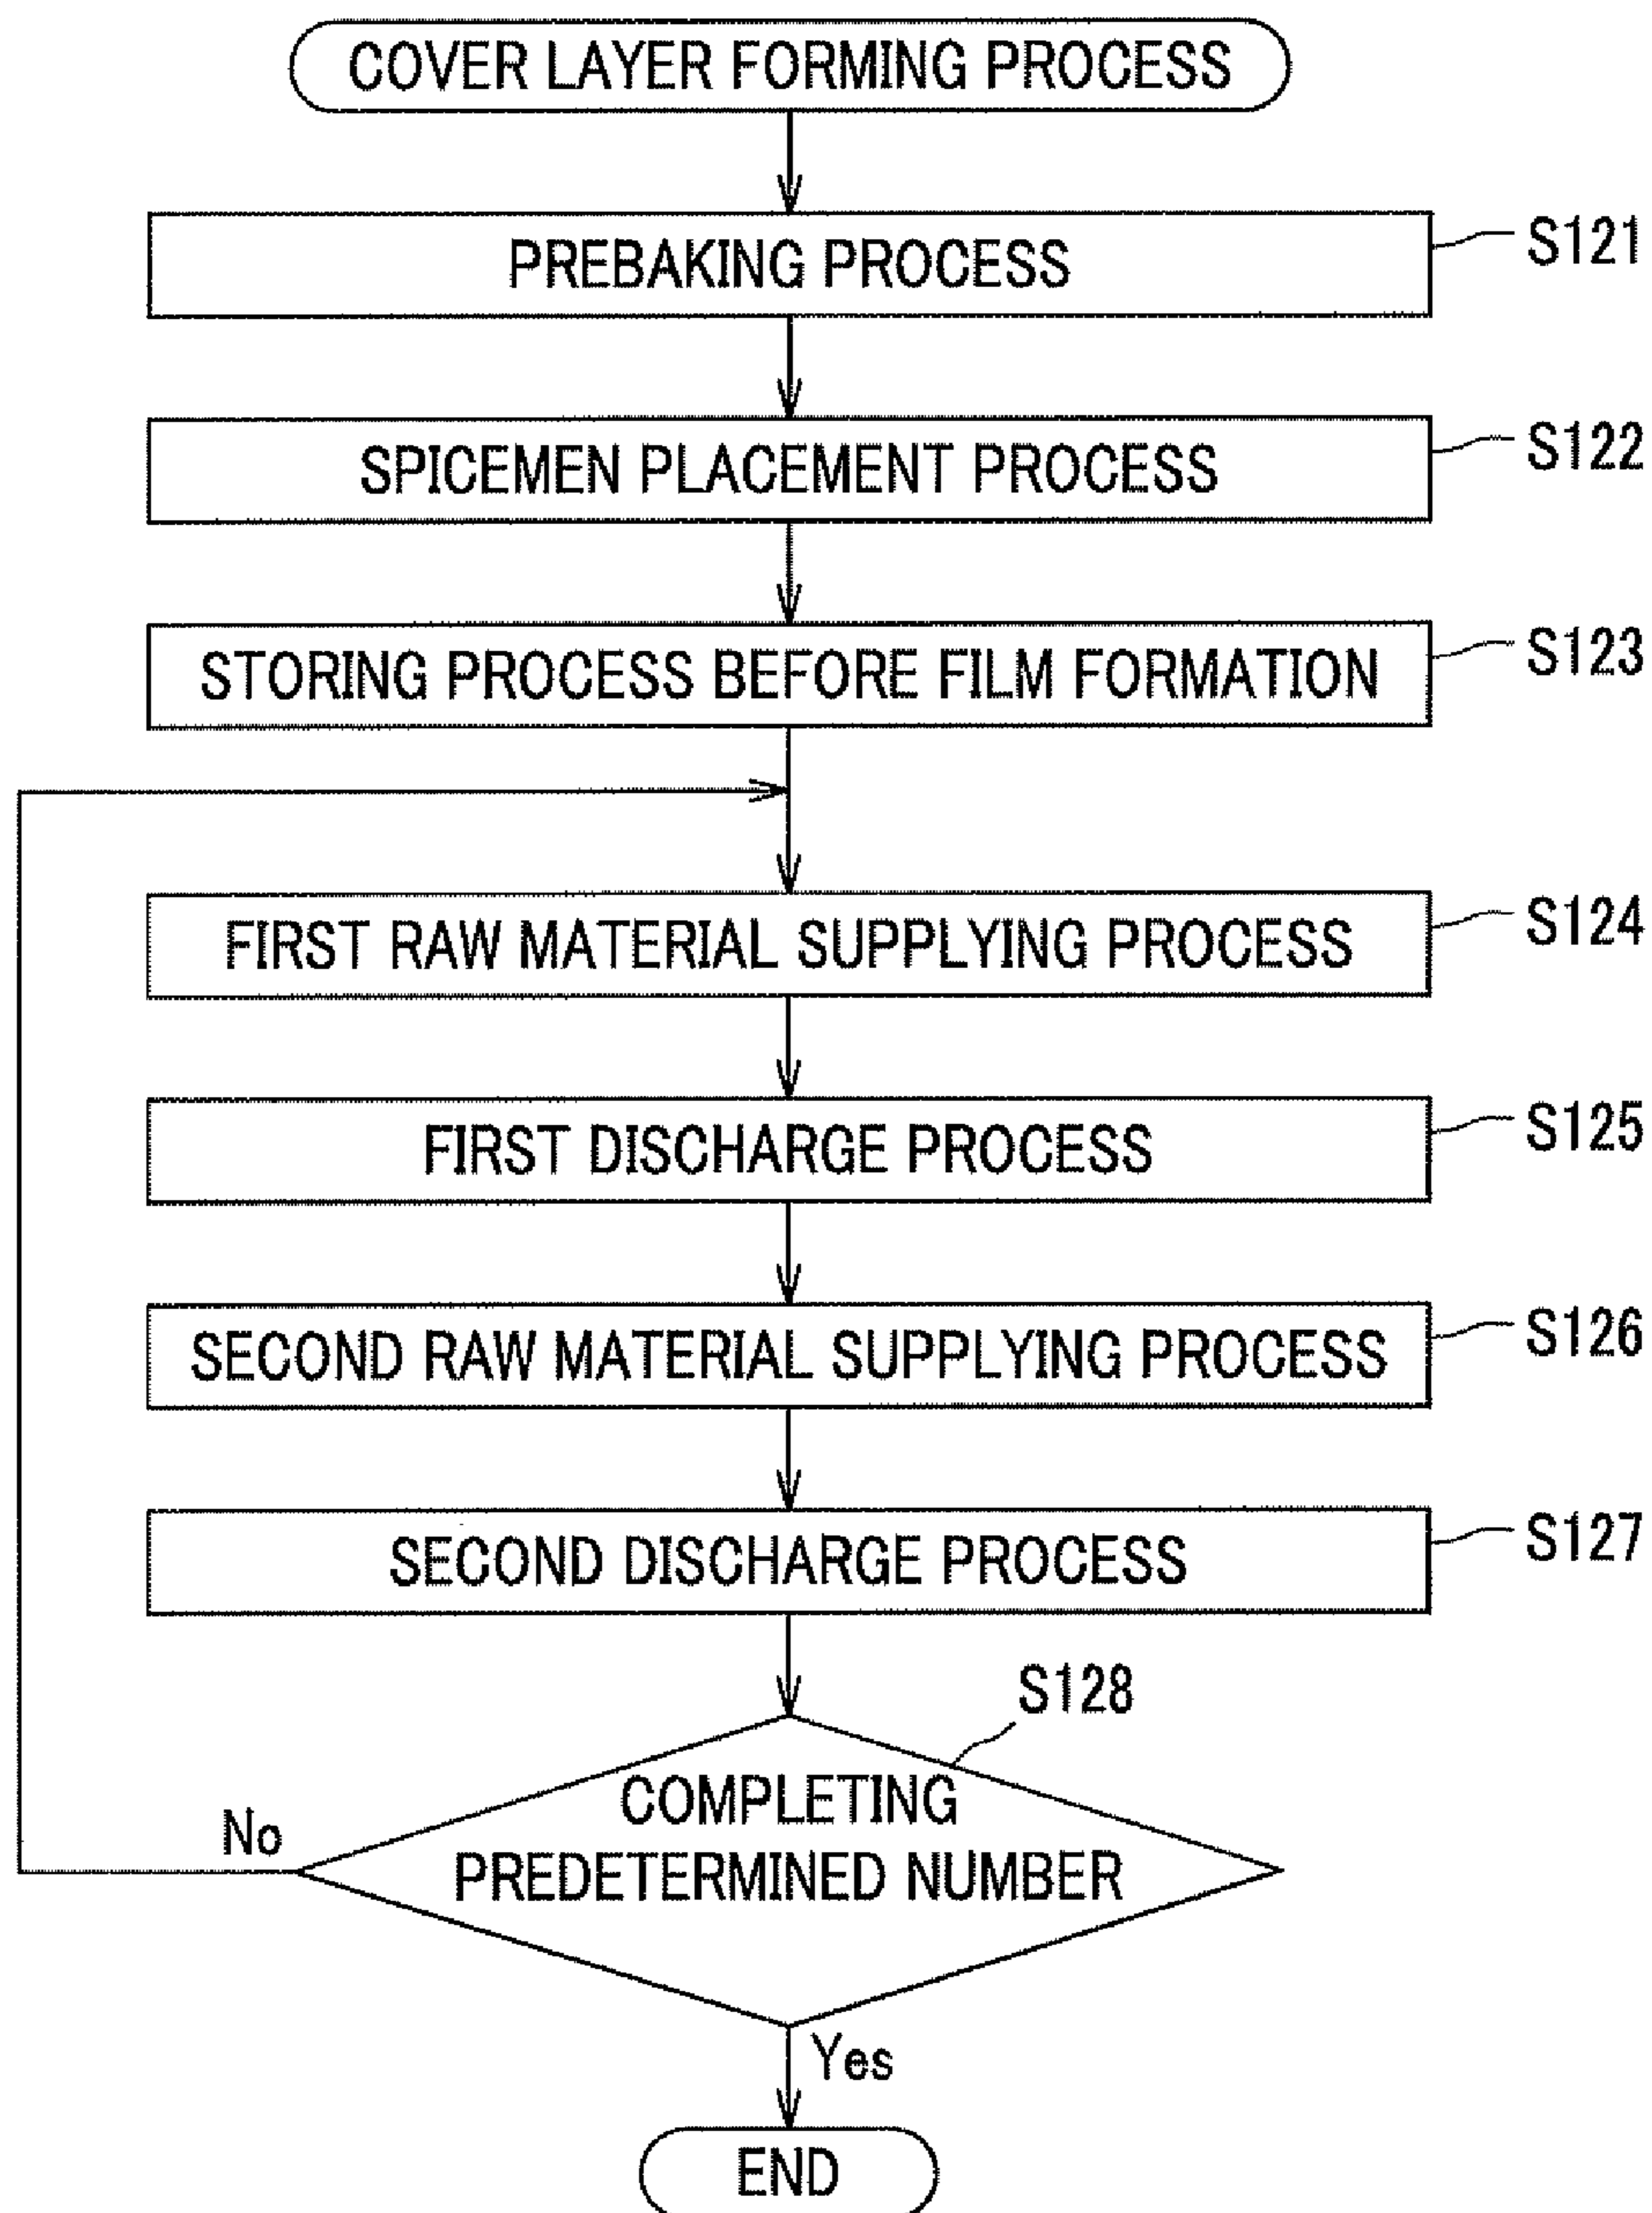 COVER LAYER FORMING PROCESS
PREBAKING PROCESS
S121
SPICEMEN PLACEMENT PROCESS
S122
STORING PROCESS BEFORE FILM FORMATION
S123
FIRST RAW MATERIAL SUPPLYING PROCESS
S124
FIRST DISCHARGE PROCESS
S125
SECOND RAW MATERIAL SUPPLYING PROCESS
S126
SECOND DISCHARGE PROCESS
S127
S128
COMPLETING
PREDETERMINED NUMBER
No
Yes
END